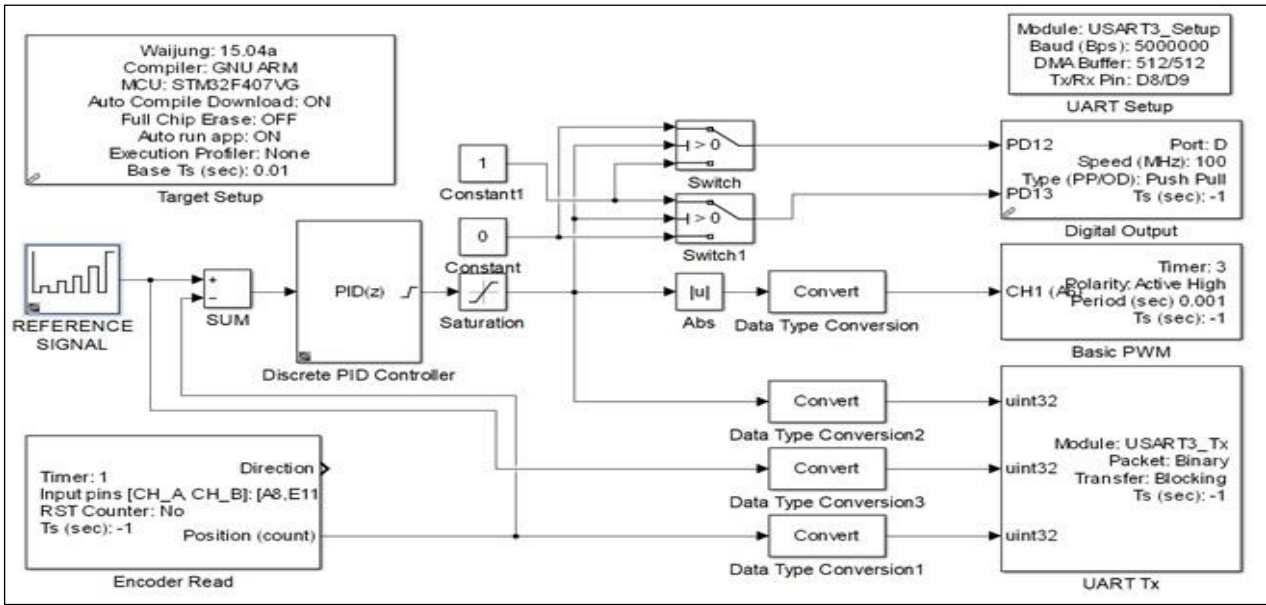 Waijung: 15.04a
Compiler: GNU ARM
MCU: STM32F407VG
Auto Compile Download: ON
Full Chip Erase: OFF
Auto run app: ON
Execution Profiler: None
Base Ts (sec): 0.01
Target Setup
Module: USART3_Setup
Baud (Bps): 5000000
DMA Buffer: 512/512
Tx/Rx Pin: D8/D9
UART Setup
1
Constant1
0
Constant
> 0
Switch
> 0
Switch1
PD12
PD13
Port: D
Speed (MHz): 100
Type (PP/OD): Push Pull
Ts (sec): -1
Digital Output
REFERENCE
SIGNAL
+
−
SUM
PID(z)
Discrete PID Controller
Saturation
|u|
Abs
Convert
Data Type Conversion
CH1 (A6)
Timer: 3
Polarity: Active High
Period (sec) 0.001
Ts (sec): -1
Basic PWM
Convert
Data Type Conversion2
Convert
Data Type Conversion3
Convert
Data Type Conversion1
uint32
uint32
uint32
Module: USART3_Tx
Packet: Binary
Transfer: Blocking
Ts (sec): -1
UART Tx
Direction
Timer: 1
Input pins [CH_A, CH_B]: [A8,E11
RST Counter: No
Ts (sec): -1
Position (count)
Encoder Read